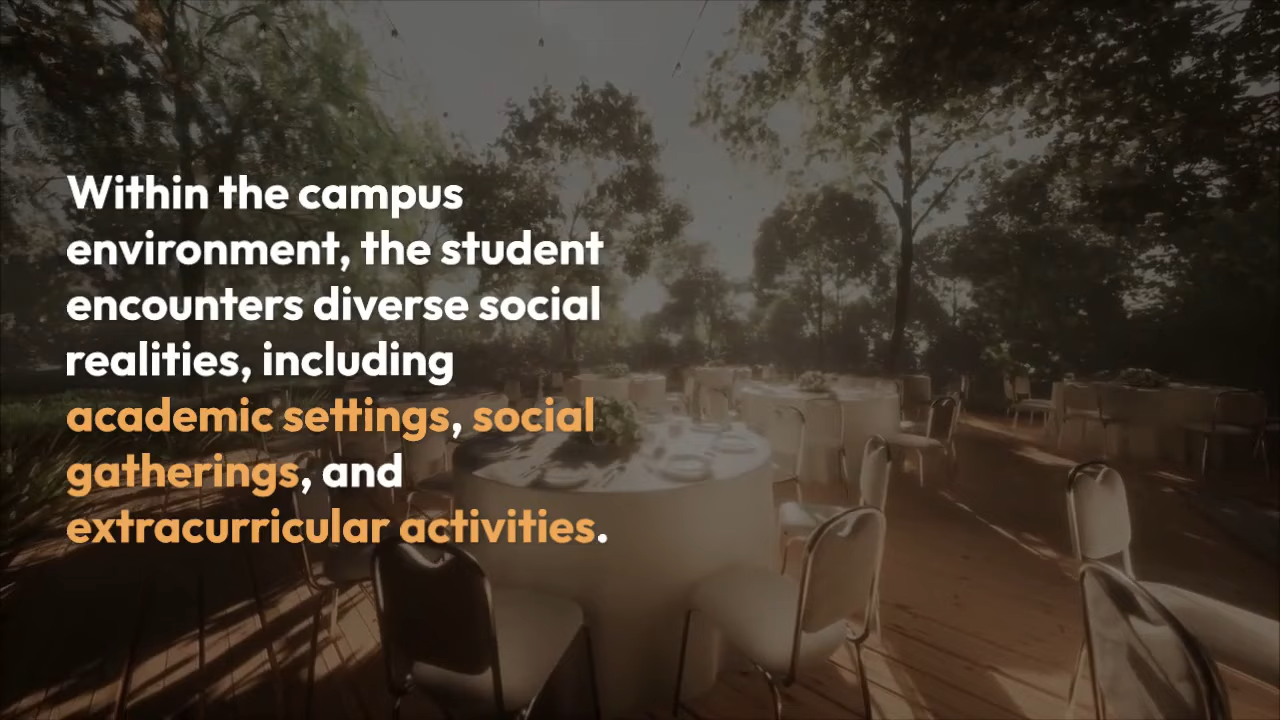 Within the campus
environment, the student
encounters diverse social
realities, including
academic settings, social
gatherings, and
extracurricular activities.